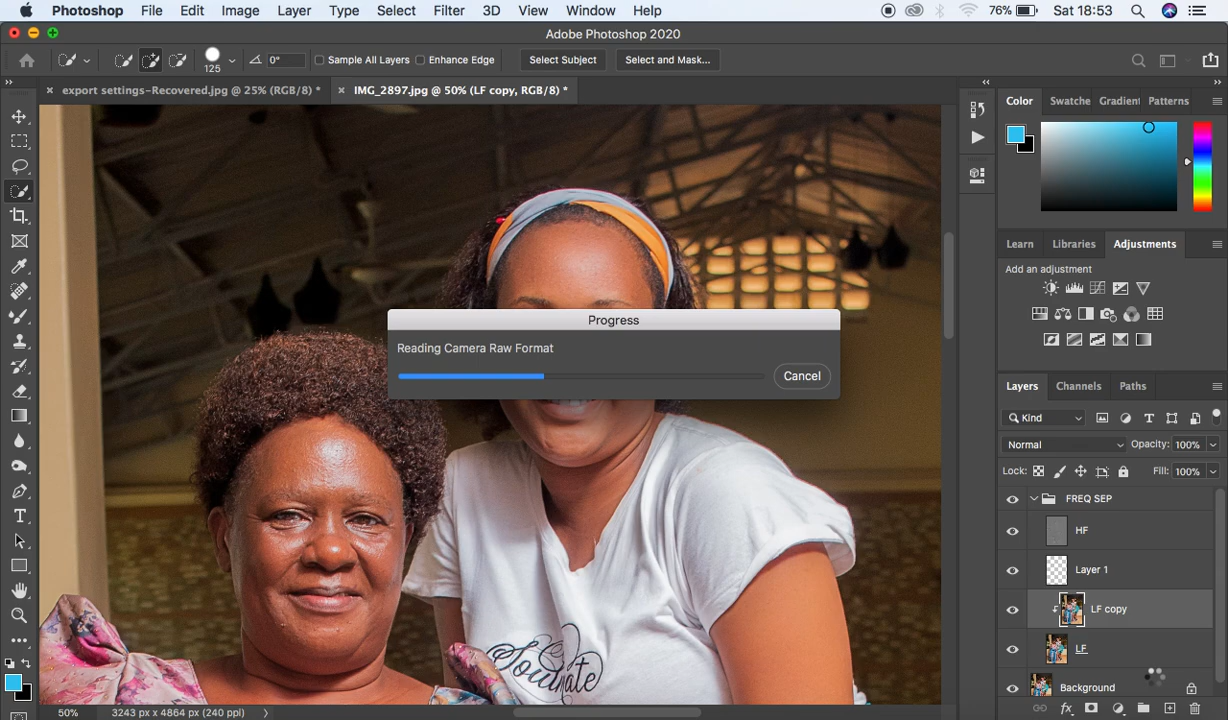 Photoshop File Edit Image Layer Type Select Filter 3D View Window Help 76% Sat 18:53
Adobe Photoshop 2020
125 0° Sample All Layers Enhance Edge Select Subject Select and Mask...
export settings-Recovered.jpg @ 25% (RGB/8) * IMG_2897.jpg @ 50% (LF copy, RGB/8) *
Color Swatche Gradient Patterns
Learn Libraries Adjustments
Add an adjustment
Progress
Reading Camera Raw Format
Cancel
Layers Channels Paths
Kind
Normal Opacity: 100%
Lock: Fill: 100%
FREQ SEP
HF
Layer 1
LF copy
LF
Background
Soulmate
50% 3243 px x 4864 px (240 ppi)